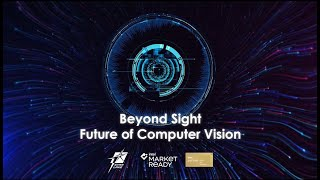 Beyond Sight
Future of Computer Vision
MARKET
READY